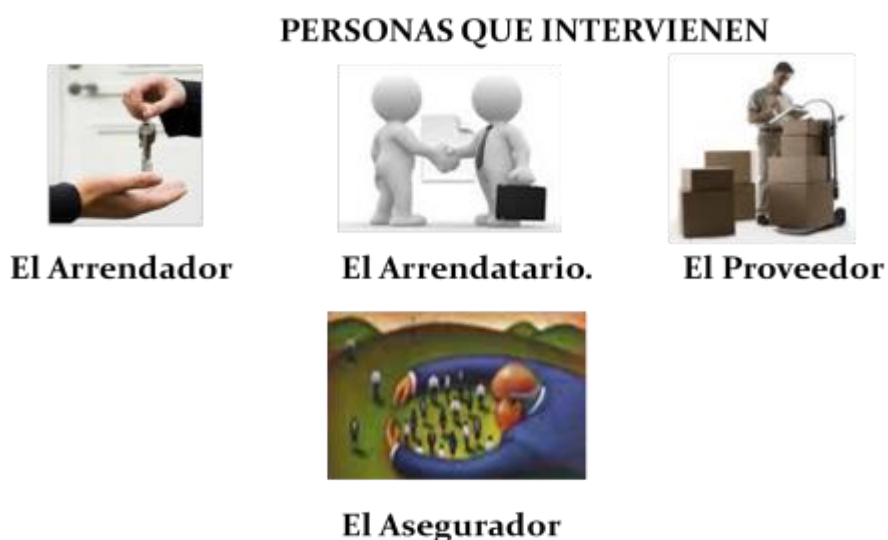 PERSONAS QUE INTERVIENEN
El Arrendador
El Arrendatario.
El Proveedor
El Asegurador